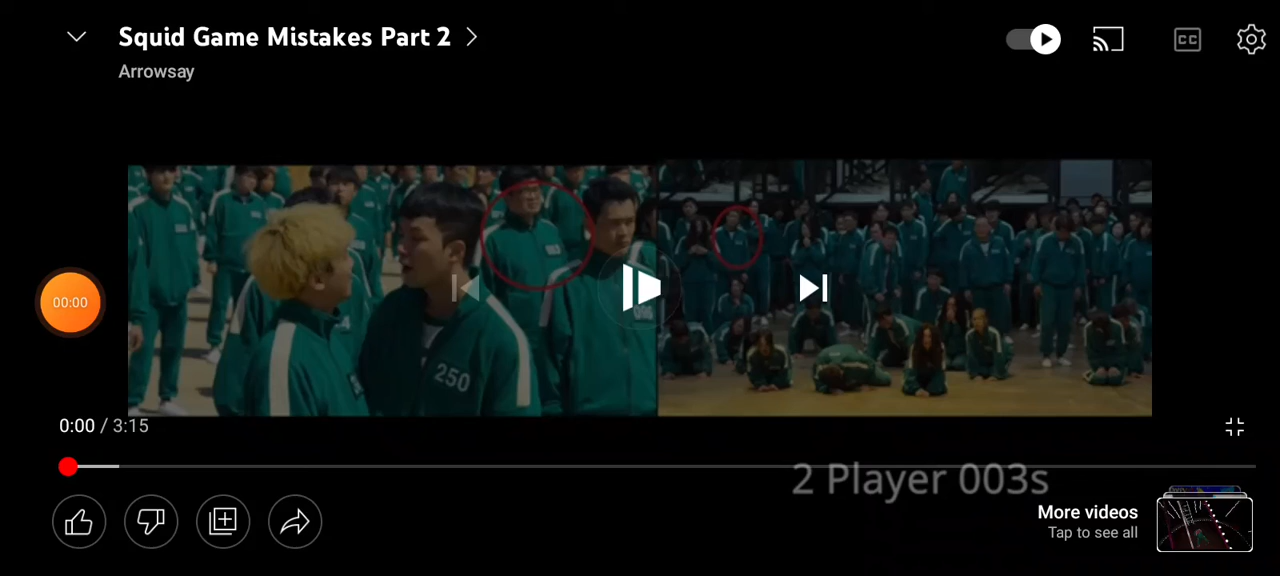 Squid Game Mistakes Part 2
Arrowsay
CC
00:00
250
0:00 / 3:15
2 Player 003s
More videos
Tap to see all